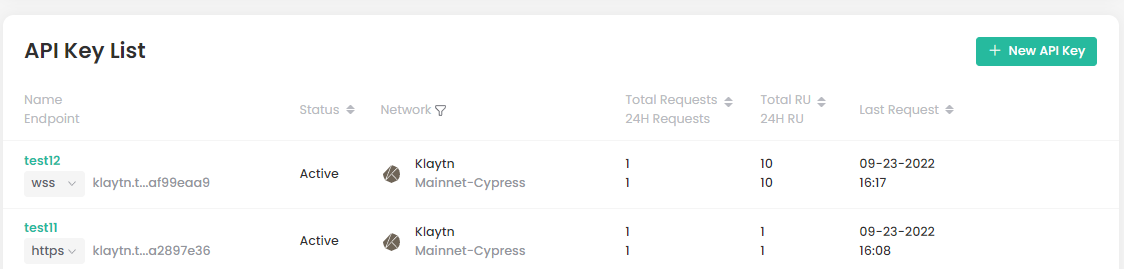 API Key List
+ New API Key
Name
Endpoint
Status
Network
Total Requests
24H Requests
Total RU
24H RU
Last Request
test12
wss
klaytn.t...af99eaa9
Active
Klaytn
Mainnet-Cypress
1
1
10
10
09-23-2022
16:17
test11
https
klaytn.t...a2897e36
Active
Klaytn
Mainnet-Cypress
1
1
1
1
09-23-2022
16:08